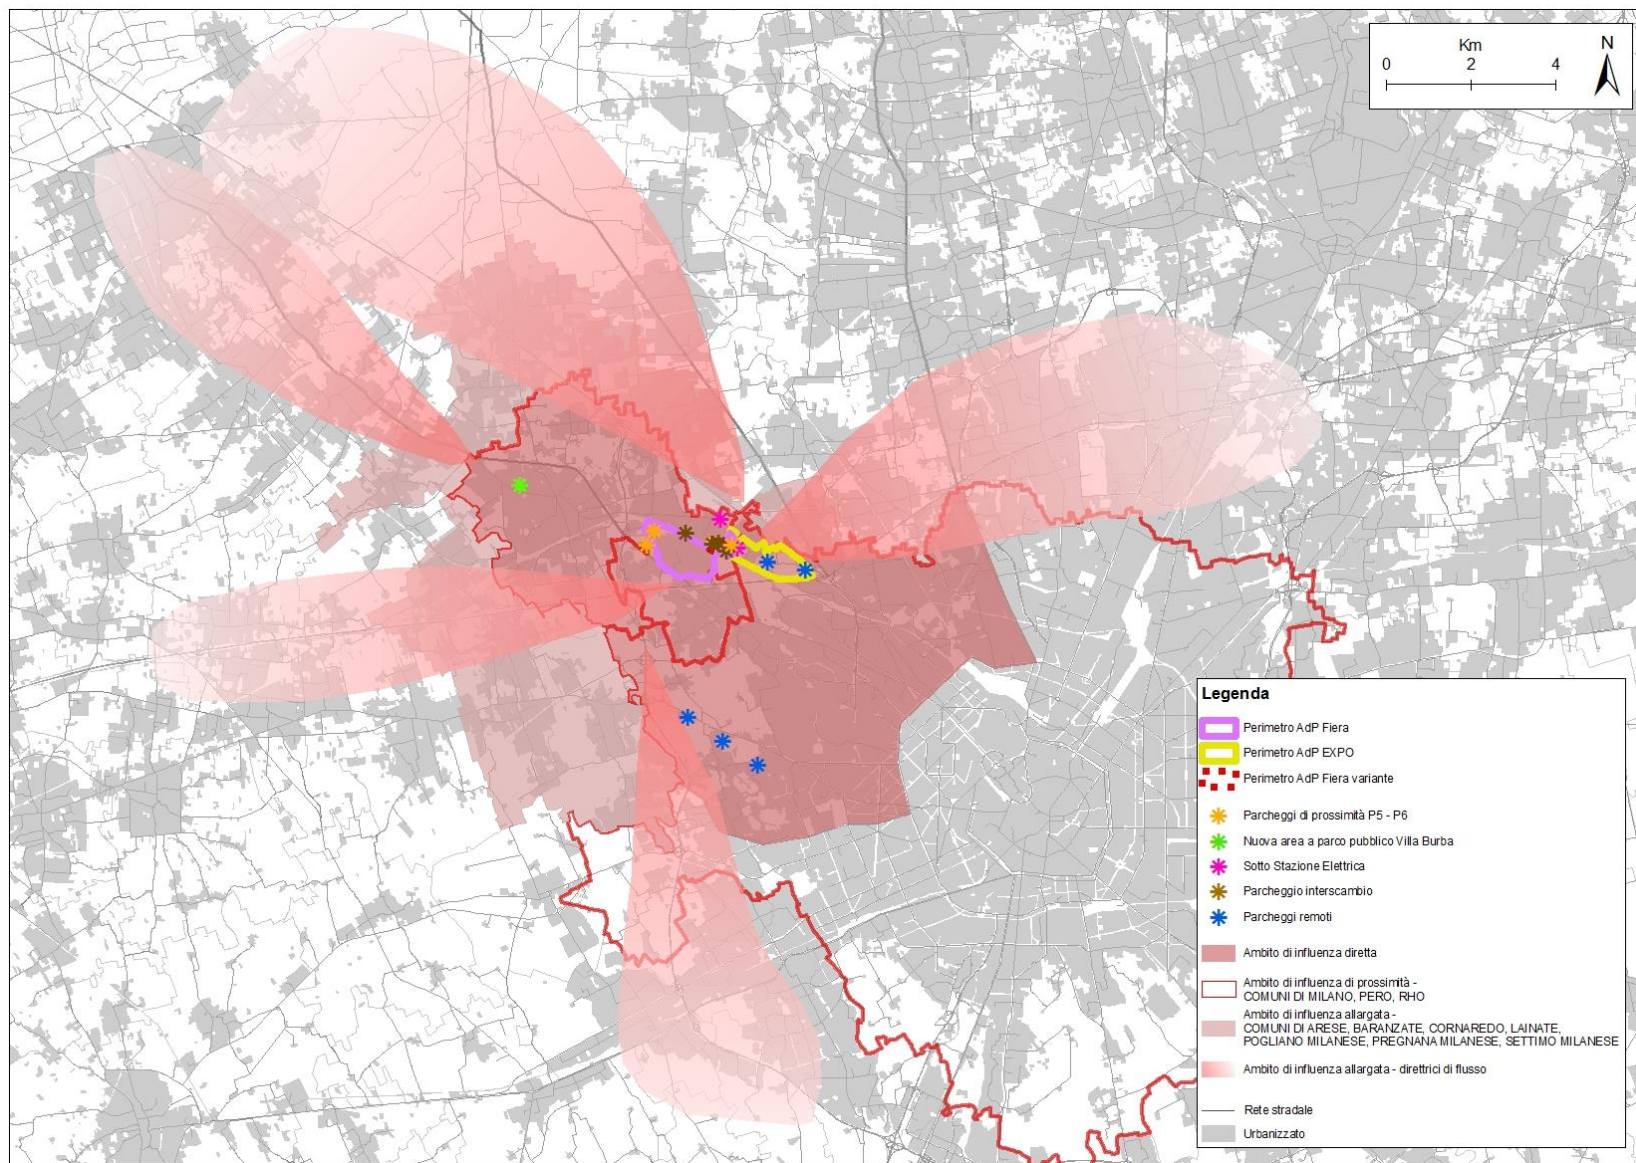 Km
N
0 2 4
Legenda
Perimetro AdP Fiera
Perimetro AdP EXPO
Perimetro AdP Fiera variante
Parcheggi di prossimità P5 - P6
Nuova area a parco pubblico Villa Burba
Sotto Stazione Elettrica
Parcheggio interscambio
Parcheggi remoti
Ambito di influenza diretta
Ambito di influenza di prossimità -
COMUNI DI MILANO, PERO, RHO
Ambito di influenza allargata -
COMUNI DI ARESE, BARANZATE, CORNAREDO, LAINATE,
POGLIANO MILANESE, PREGNANA MILANESE, SETTIMO MILANESE
Ambito di influenza allargata - direttrici di flusso
Rete stradale
Urbanizzato